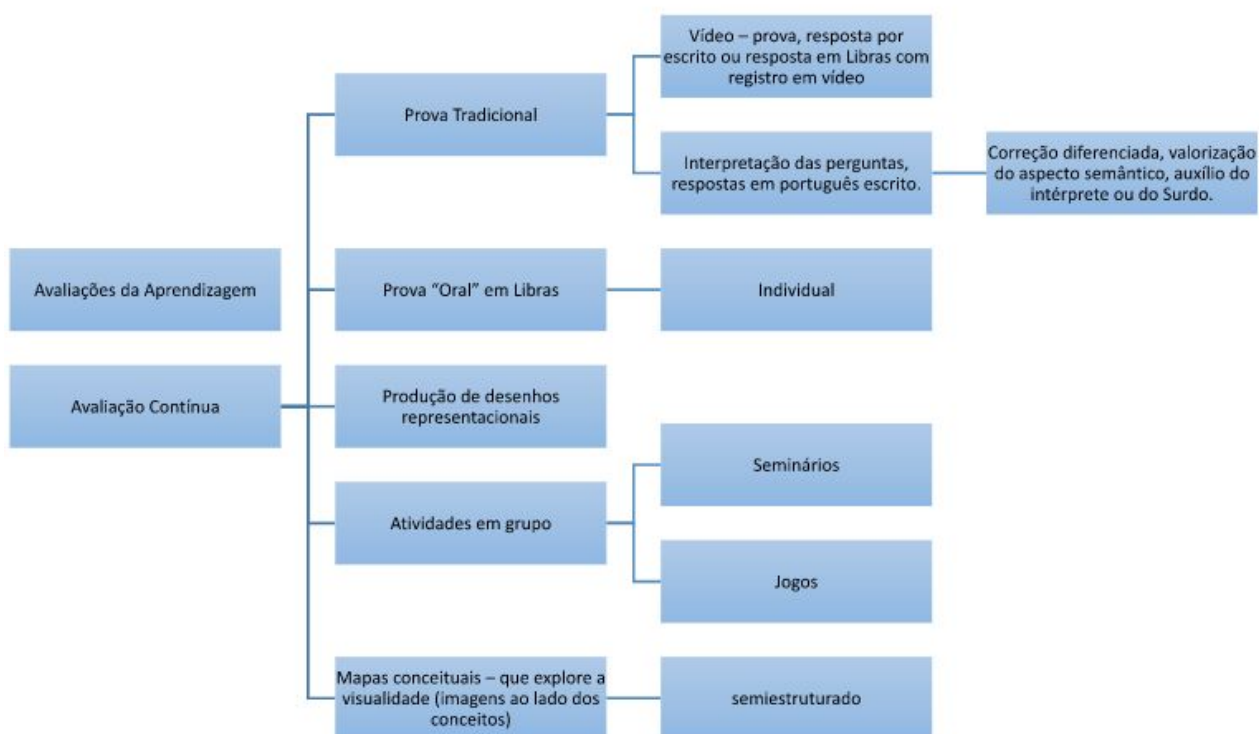 Vídeo – prova, resposta por
escrito ou resposta em Libras com
registro em vídeo
Prova Tradicional
Interpretação das perguntas,
respostas em português escrito.
Correção diferenciada, valorização
do aspecto semântico, auxílio do
intérprete ou do Surdo.
Avaliações da Aprendizagem
Prova “Oral” em Libras
Individual
Avaliação Contínua
Produção de desenhos
representacionais
Atividades em grupo
Seminários
Jogos
Mapas conceituais – que explore a
visualidade (imagens ao lado dos
conceitos)
semiestruturado